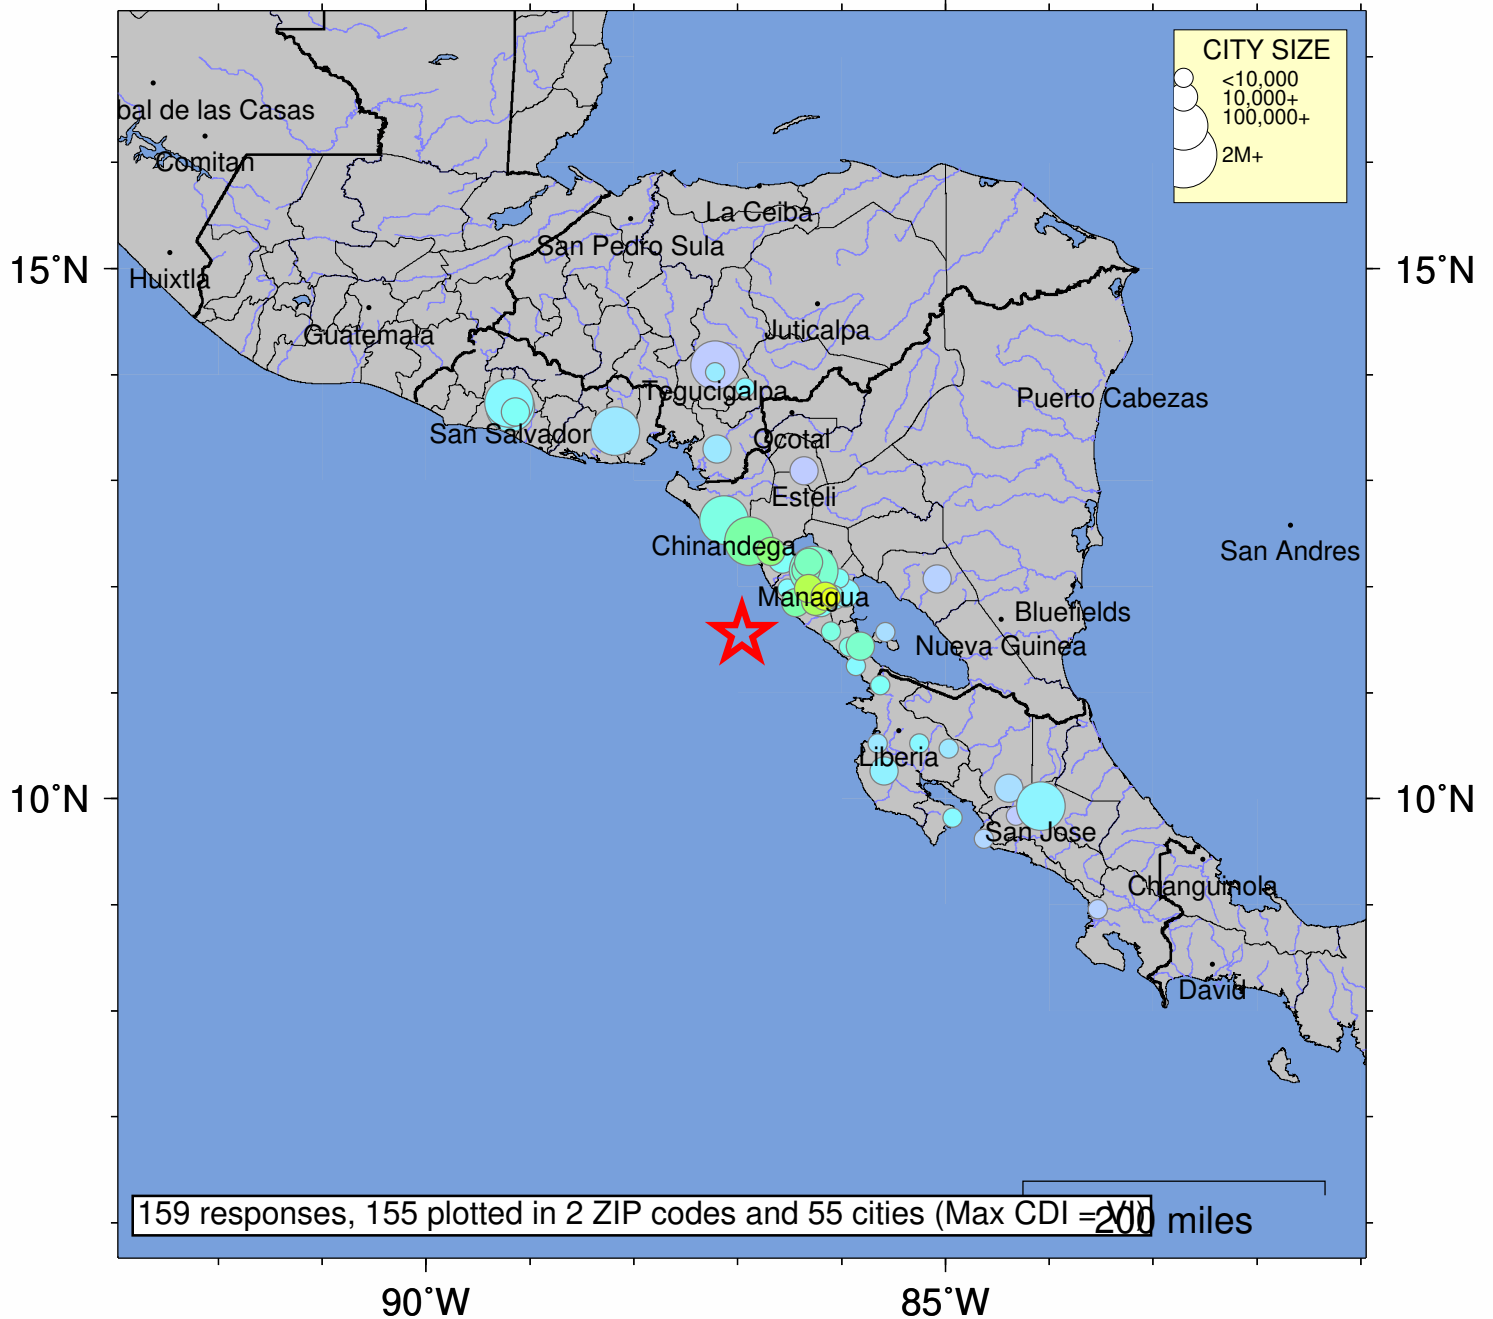 CITY SIZE
<10,000
10,000+
100,000+
2M+
bal de las Casas
Comitan
La Ceiba
San Pedro Sula
15°N
15°N
Huixtla
Guatemala
Juticalpa
Tegucigalpa
Puerto Cabezas
San Salvador
Ocotal
Esteli
Chinandega
San Andres
Managua
Bluefields
Nueva Guinea
Liberia
10°N
10°N
San Jose
Changuinola
David
159 responses, 155 plotted in 2 ZIP codes and 55 cities (Max CDI = VI)
200 miles
90°W
85°W